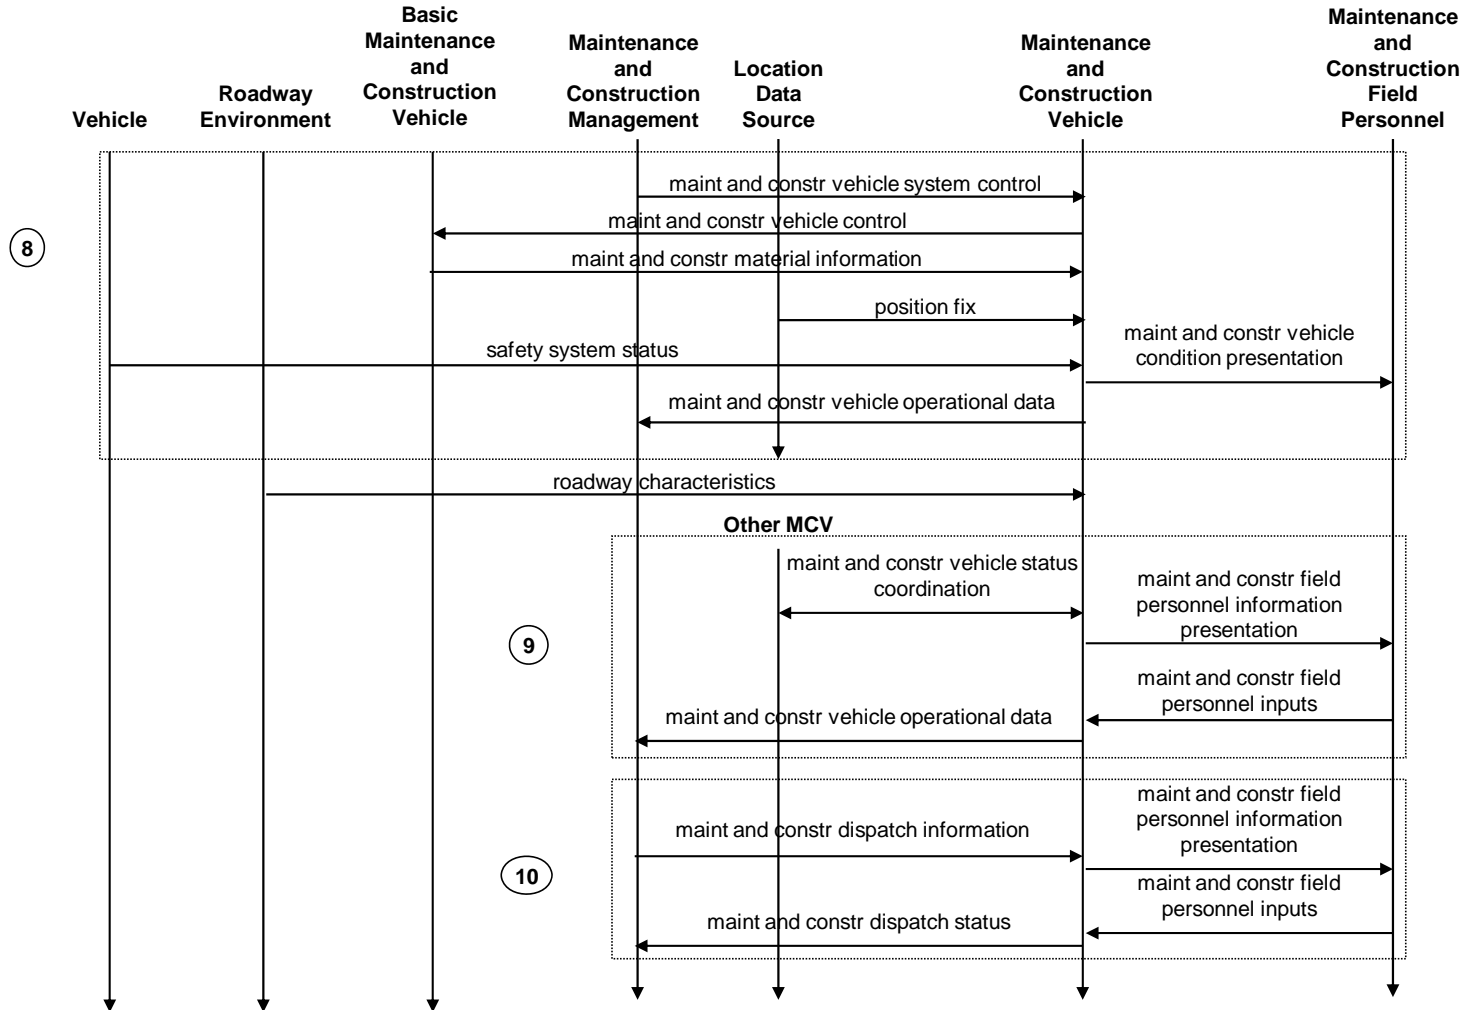 Vehicle
Roadway
Environment
Basic
Maintenance
and
Construction
Vehicle
Maintenance
and
Construction
Management
Location
Data
Source
Maintenance
and
Construction
Vehicle
Maintenance
and
Construction
Field
Personnel
8
maint and constr vehicle system control
maint and constr vehicle control
maint and constr material information
position fix
safety system status
maint and constr vehicle
condition presentation
maint and constr vehicle operational data
roadway characteristics
Other MCV
9
maint and constr vehicle status
coordination
maint and constr field
personnel information
presentation
maint and constr field
personnel inputs
maint and constr vehicle operational data
10
maint and constr dispatch information
maint and constr field
personnel information
presentation
maint and constr field
personnel inputs
maint and constr dispatch status